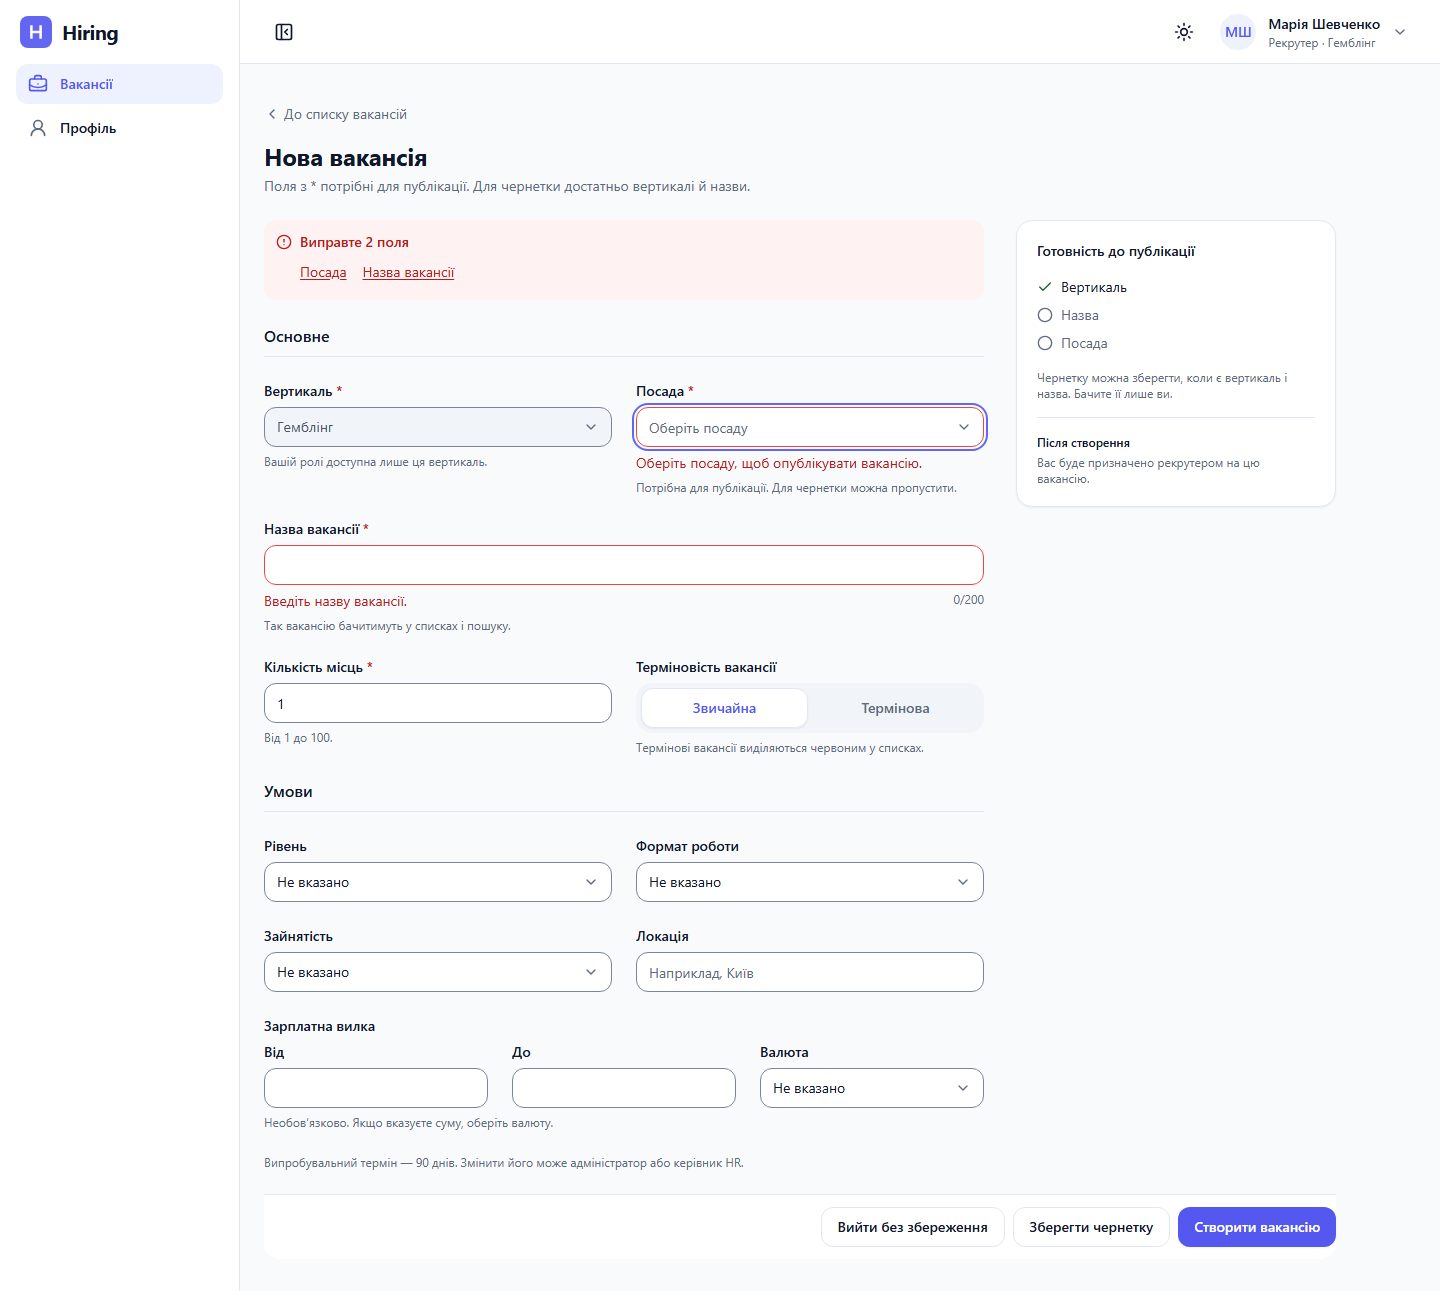 H Hiring
Вакансії
Профіль
МШ
Марія Шевченко
Рекрутер · Гемблінг
До списку вакансій
Нова вакансія
Поля з * потрібні для публікації. Для чернетки достатньо вертикалі й назви.
Виправте 2 поля
Посада Назва вакансії
Основне
Вертикаль *
Гемблінг
Вашій ролі доступна лише ця вертикаль.
Посада *
Оберіть посаду
Оберіть посаду, щоб опублікувати вакансію.
Потрібна для публікації. Для чернетки можна пропустити.
Назва вакансії *
Введіть назву вакансії.
0/200
Так вакансію бачитимуть у списках і пошуку.
Кількість місць *
1
Від 1 до 100.
Терміновість вакансії
Звичайна Термінова
Термінові вакансії виділяються червоним у списках.
Умови
Рівень
Не вказано
Формат роботи
Не вказано
Зайнятість
Не вказано
Локація
Наприклад, Київ
Зарплатна вилка
Від
До
Валюта
Не вказано
Необов'язково. Якщо вказуєте суму, оберіть валюту.
Випробувальний термін — 90 днів. Змінити його може адміністратор або керівник HR.
Вийти без збереження Зберегти чернетку Створити вакансію
Готовність до публікації
Вертикаль
Назва
Посада
Чернетку можна зберегти, коли є вертикаль і
назва. Бачите її лише ви.
Після створення
Вас буде призначено рекрутером на цю
вакансію.